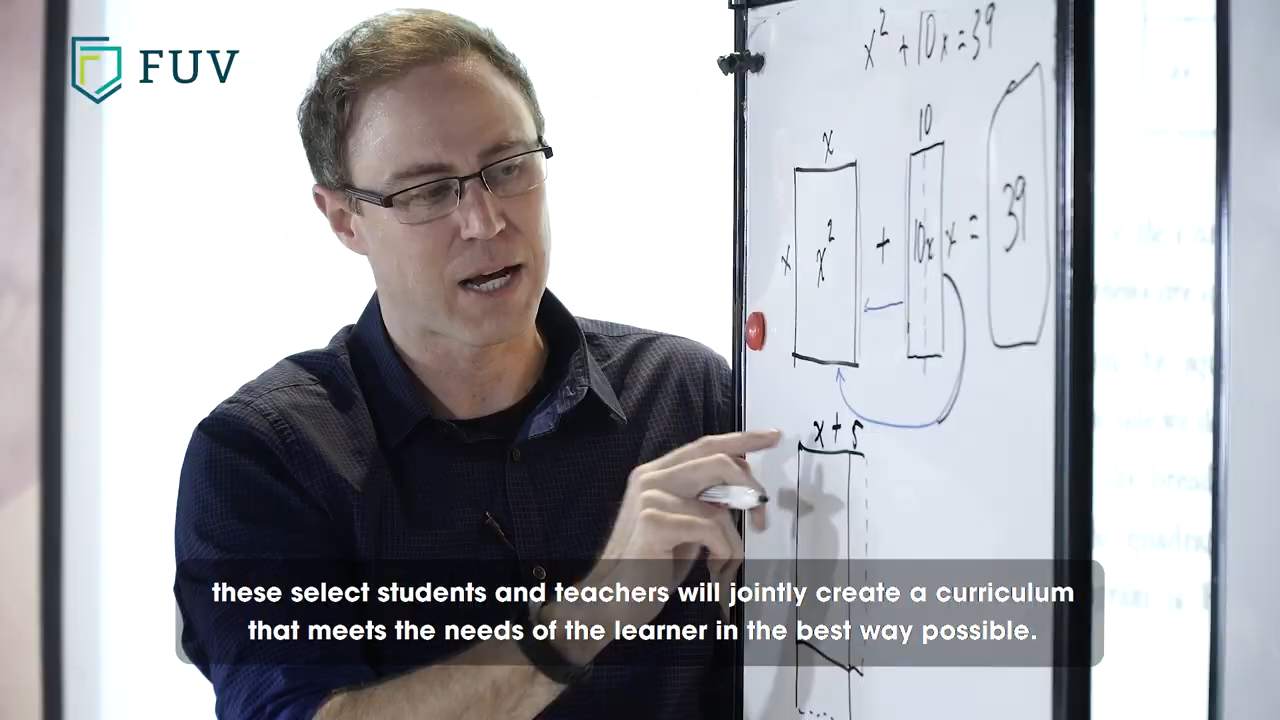 FUV
x² + 10x = 39
x
10
x
x²
+
10x
x
=
39
x + 5
these select students and teachers will jointly create a curriculum
that meets the needs of the learner in the best way possible.